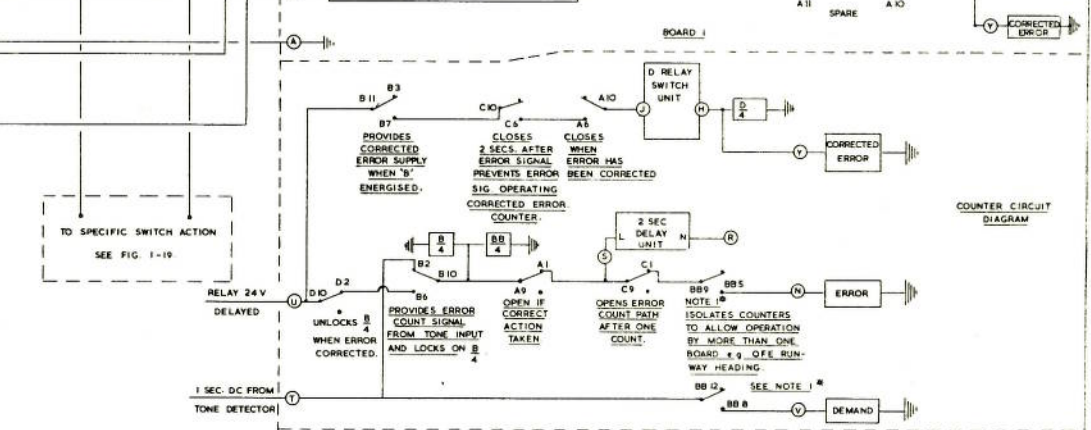 A 11
SPARE
A 10
Y
CORRECTED
ERROR
A
BOARD 1
B3
B 11
B7
PROVIDES
CORRECTED
ERROR SUPPLY
WHEN 'B'
ENERGISED.
C10
C6
CLOSES
2 SECS. AFTER
ERROR SIGNAL
PREVENTS ERROR
SIG. OPERATING
CORRECTED ERROR
COUNTER.
A10
A6
CLOSES
WHEN
ERROR HAS
BEEN CORRECTED
D RELAY
SWITCH
UNIT
J
H
D
4
Y
CORRECTED
ERROR
COUNTER CIRCUIT
DIAGRAM
TO SPECIFIC SWITCH ACTION
SEE FIG. 1-19
2 SEC
DELAY
UNIT
L
N
R
S
B
4
BB
4
RELAY 24 V
DELAYED
U
D10
D2
UNLOCKS B
4
WHEN ERROR
CORRECTED.
B2
B10
B6
PROVIDES ERROR
COUNT SIGNAL
FROM TONE INPUT
AND LOCKS ON B
4
A1
A9
OPEN IF
CORRECT
ACTION
TAKEN
C1
C9
OPENS ERROR
COUNT PATH
AFTER ONE
COUNT.
BB9
BB5
NOTE 1*
ISOLATES COUNTERS
TO ALLOW OPERATION
BY MORE THAN ONE
BOARD e.g. QFE RUN-
WAY HEADING.
N
ERROR
1 SEC. DC FROM
TONE DETECTOR
T
BB 12
SEE NOTE 1*
BB 8
V
DEMAND